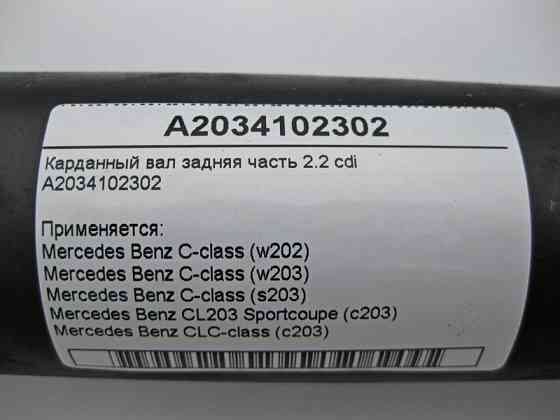 A2034102302
Карданный вал задняя часть 2.2 cdi
A2034102302
Применяется:
Mercedes Benz C-class (w202)
Mercedes Benz C-class (w203)
Mercedes Benz C-class (s203)
Mercedes Benz CL203 Sportcoupe (c203)
Mercedes Benz CLC-class (c203)